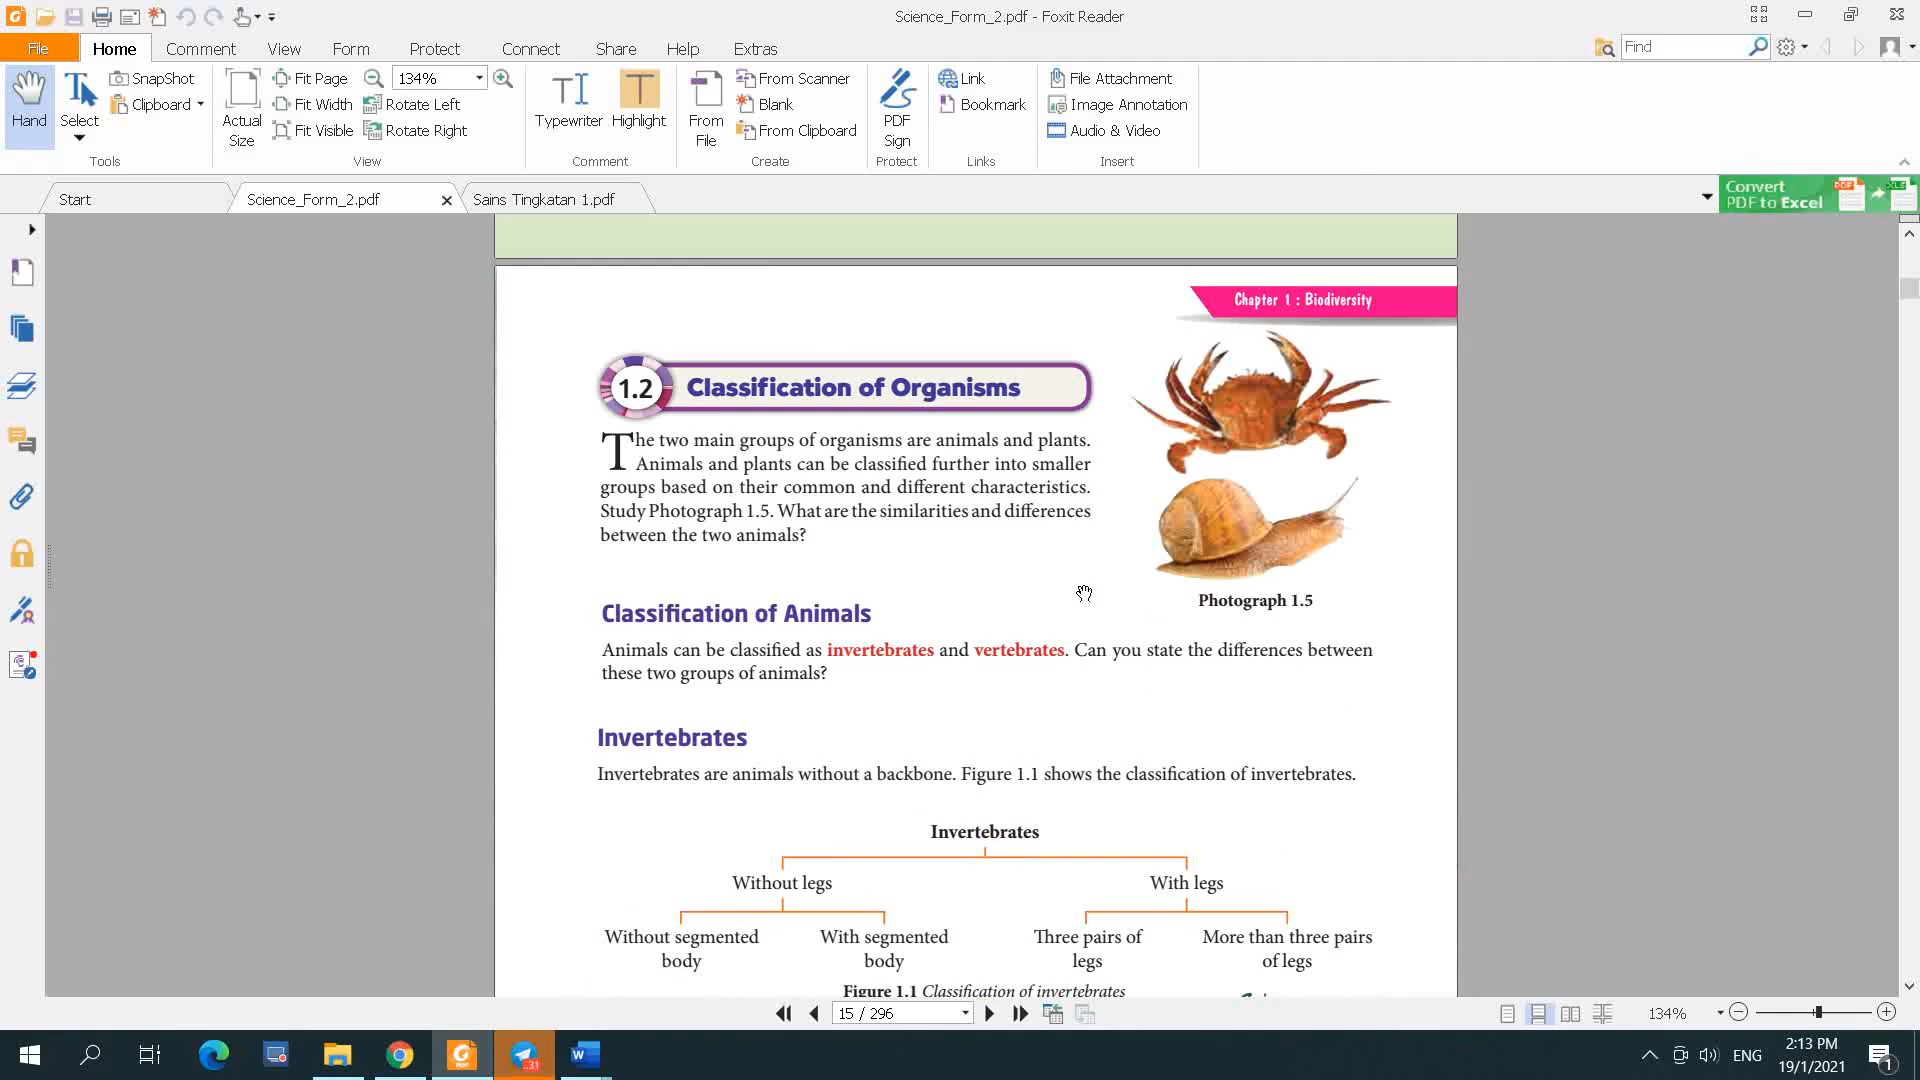 Science_Form_2.pdf - Foxit Reader
File Home Comment View Form Protect Connect Share Help Extras
Find
Hand
Select
SnapShot
Clipboard
Tools
Actual Size
Fit Page
Fit Width
Fit Visible
134%
Rotate Left
Rotate Right
View
Typewriter
Highlight
Comment
From File
From Scanner
Blank
From Clipboard
Create
PDF Sign
Protect
Link
Bookmark
Links
File Attachment
Image Annotation
Audio & Video
Insert
Start
Science_Form_2.pdf
Sains Tingkatan 1.pdf
Convert
PDF to Excel
Chapter 1 : Biodiversity
1.2 Classification of Organisms
The two main groups of organisms are animals and plants.
Animals and plants can be classified further into smaller
groups based on their common and different characteristics.
Study Photograph 1.5. What are the similarities and differences
between the two animals?
Photograph 1.5
Classification of Animals
Animals can be classified as invertebrates and vertebrates. Can you state the differences between
these two groups of animals?
Invertebrates
Invertebrates are animals without a backbone. Figure 1.1 shows the classification of invertebrates.
Invertebrates
Without legs
With legs
Without segmented
body
With segmented
body
Three pairs of
legs
More than three pairs
of legs
Figure 1.1 Classification of invertebrates
15 / 296
134%
ENG
2:13 PM
19/1/2021
1
31